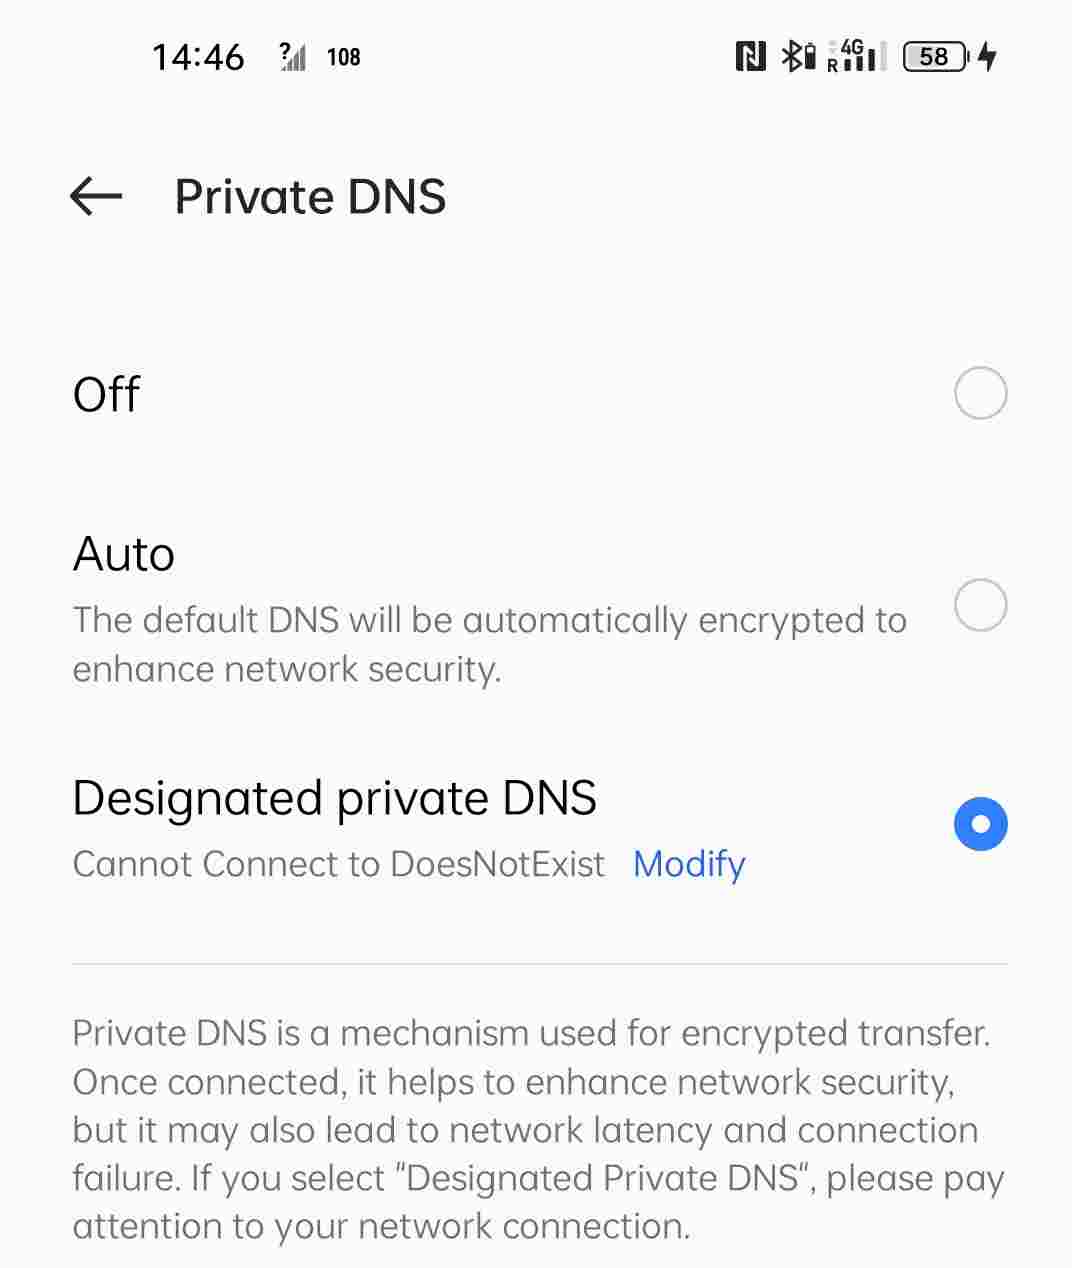 14:46 ? 108 R 4G 58
Private DNS
Off
Auto
The default DNS will be automatically encrypted to
enhance network security.
Designated private DNS
Cannot Connect to DoesNotExist Modify
Private DNS is a mechanism used for encrypted transfer.
Once connected, it helps to enhance network security,
but it may also lead to network latency and connection
failure. If you select “Designated Private DNS“, please pay
attention to your network connection.